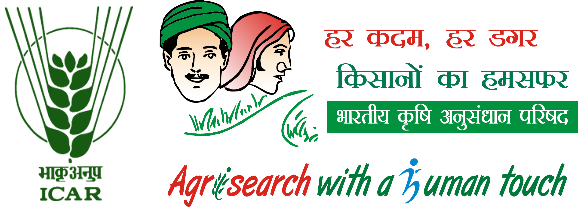 भाकृअनुप
ICAR
हर कदम, हर डगर
किसानों का हमसफर
भारतीय कृषि अनुसंधान परिषद
Agrisearch with a human touch